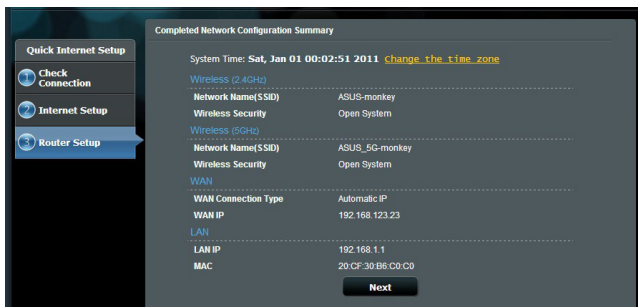 Completed Network Configuration Summary
Quick Internet Setup
1 Check Connection
2 Internet Setup
3 Router Setup
System Time: Sat, Jan 01 00:02:51 2011 Change the time zone
Wireless (2.4GHz)
Network Name(SSID) ASUS-monkey
Wireless Security Open System
Wireless (5GHz)
Network Name(SSID) ASUS_5G-monkey
Wireless Security Open System
WAN
WAN Connection Type Automatic IP
WAN IP 192.168.123.23
LAN
LAN IP 192.168.1.1
MAC 20:CF:30:B6:C0:C0
Next